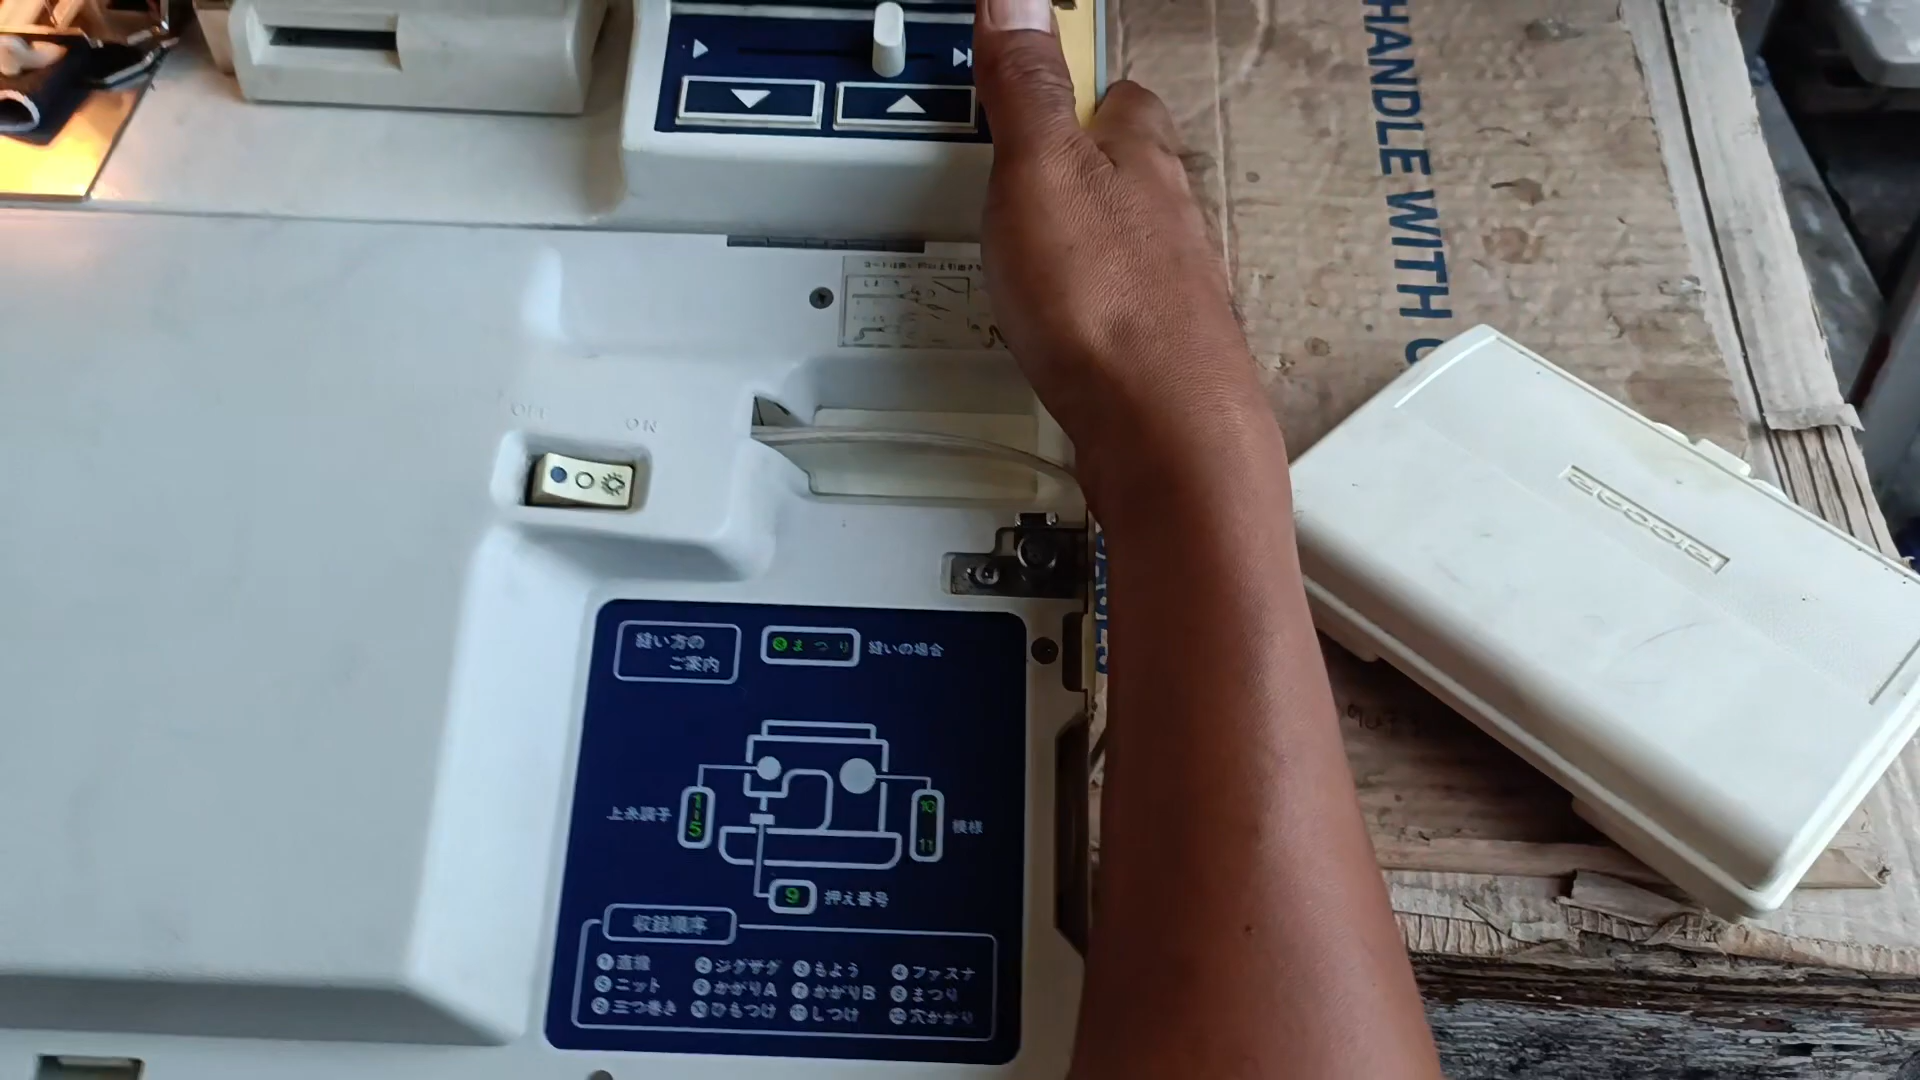 HANDLE WITH C
OFF
ON
RICCAR
縫い方の
ご案内
⑧まつり
縫いの場合
上糸調子
1
5
10
11
模様
9
押え番号
収録順序
①直線 ②ジグザグ ③もよう ④ファスナ
⑤ニット ⑥かがりA ⑦かがりB ⑧まつり
⑨三つ巻き ⑩ひもつけ ⑪しつけ ⑫穴かがり